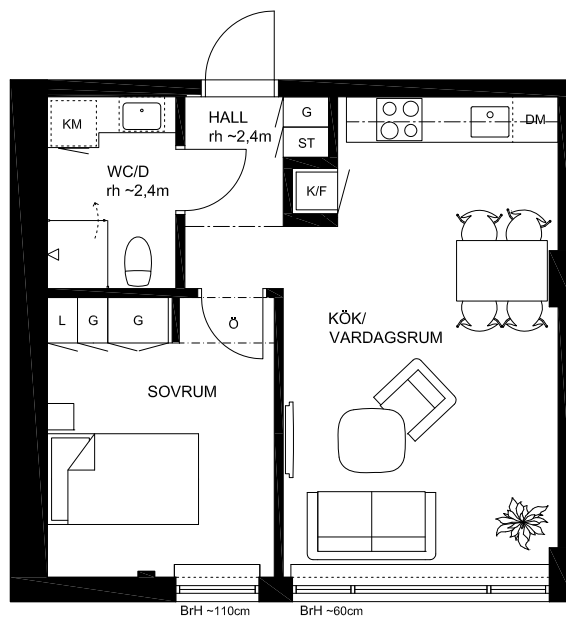 KM
HALL
rh ~2,4m
G
ST
DM
WC/D
rh ~2,4m
K/F
L
G
G
Ö
KÖK/
VARDAGSRUM
SOVRUM
BrH ~110cm
BrH ~60cm